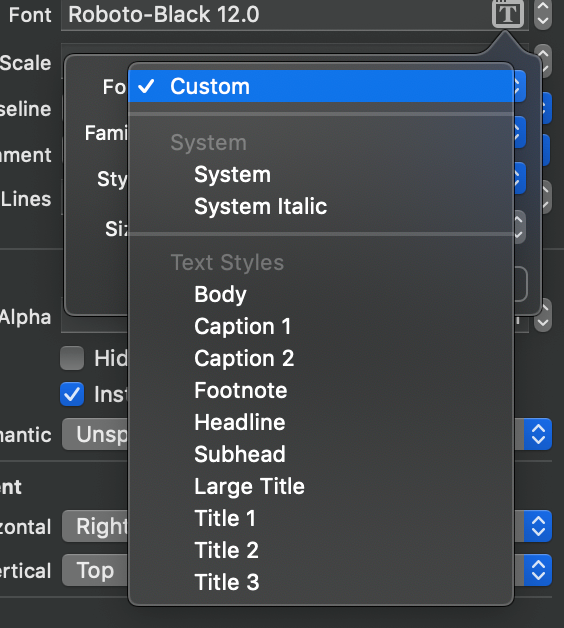 Font Roboto-Black 12.0 T
Scale
Fo Custom
seline
Fami System
nment System
Sty
Lines System Italic
Siz
Text Styles
Body
Alpha Caption 1
Hid Caption 2
Inst Footnote
mantic Unsp Headline
Subhead
ent Large Title
zontal Right Title 1
Title 2
ertical Top Title 3